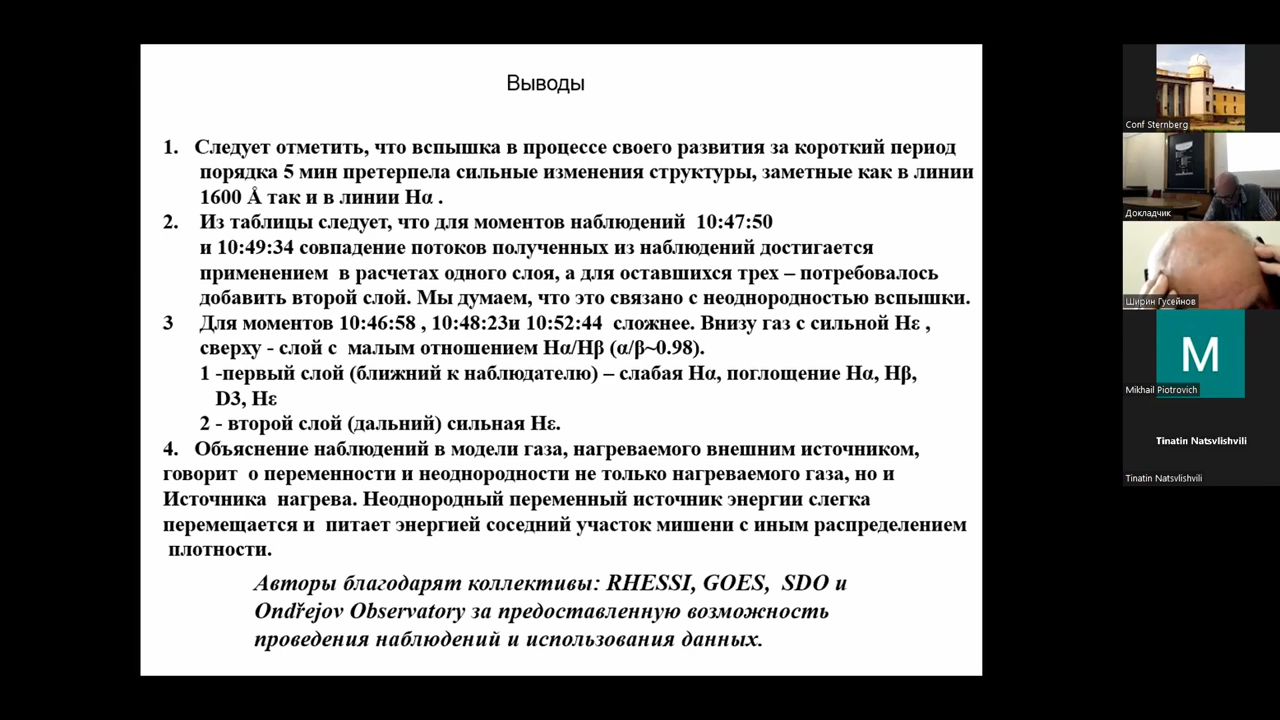 Выводы
1. Следует отметить, что вспышка в процессе своего развития за короткий период
порядка 5 мин претерпела сильные изменения структуры, заметные как в линии
1600 Å так и в линии Hα .
2. Из таблицы следует, что для моментов наблюдений 10:47:50
и 10:49:34 совпадение потоков полученных из наблюдений достигается
применением в расчетах одного слоя, а для оставшихся трех – потребовалось
добавить второй слой. Мы думаем, что это связано с неоднородностью вспышки.
3 Для моментов 10:46:58 , 10:48:23и 10:52:44 сложнее. Внизу газ с сильной Hε ,
сверху - слой с малым отношением Hα/Hβ (α/β~0.98).
1 -первый слой (ближний к наблюдателю) – слабая Hα, поглощение Hα, Hβ,
D3, Hε
2 - второй слой (дальний) сильная Hε.
4. Объяснение наблюдений в модели газа, нагреваемого внешним источником,
говорит о переменности и неоднородности не только нагреваемого газа, но и
Источника нагрева. Неоднородный переменный источник энергии слегка
перемещается и питает энергией соседний участок мишени с иным распределением
плотности.
Авторы благодарят коллективы: RHESSI, GOES, SDO и
Ondřejov Observatory за предоставленную возможность
проведения наблюдений и использования данных.
Conf Sternberg
Докладчик
Ширин Гусейнов
M
Mikhail Piotrovich
Tinatin Natsvlishvili
Tinatin Natsvlishvili